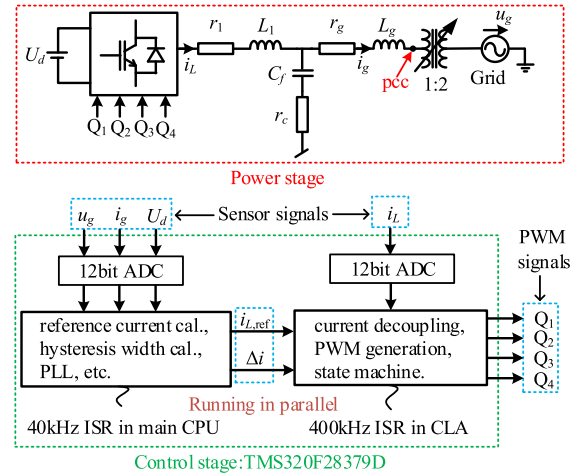 U_d
i_L
r_1
L_1
C_f
r_c
r_g
i_g
L_g
pcc
1:2
u_g
Grid
Q_1 Q_2 Q_3 Q_4
Power stage
u_g i_g U_d
Sensor signals
i_L
PWM
signals
12bit ADC
12bit ADC
reference current cal.,
hysteresis width cal.,
PLL, etc.
i_{L,ref}
Δi
current decoupling,
PWM generation,
state machine.
Q_1
Q_2
Q_3
Q_4
Running in parallel
40kHz ISR in main CPU
400kHz ISR in CLA
Control stage:TMS320F28379D